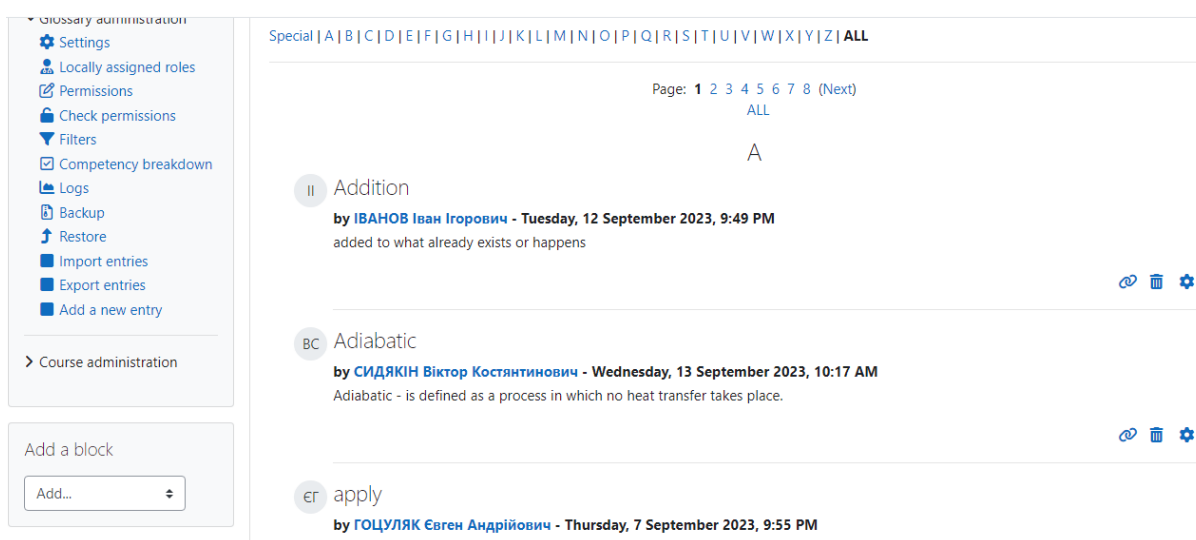 Glossary administration
Settings
Locally assigned roles
Permissions
Check permissions
Filters
Competency breakdown
Logs
Backup
Restore
Import entries
Export entries
Add a new entry
Course administration
Add a block
Add...
Special | A | B | C | D | E | F | G | H | I | J | K | L | M | N | O | P | Q | R | S | T | U | V | W | X | Y | Z | ALL
Page: 1 2 3 4 5 6 7 8 (Next)
ALL
A
ІІ Addition
by ІВАНОВ Іван Ігорович - Tuesday, 12 September 2023, 9:49 PM
added to what already exists or happens
ВС Adiabatic
by СИДЯКІН Віктор Костянтинович - Wednesday, 13 September 2023, 10:17 AM
Adiabatic - is defined as a process in which no heat transfer takes place.
ЄГ apply
by ГОЦУЛЯК Євген Андрійович - Thursday, 7 September 2023, 9:55 PM